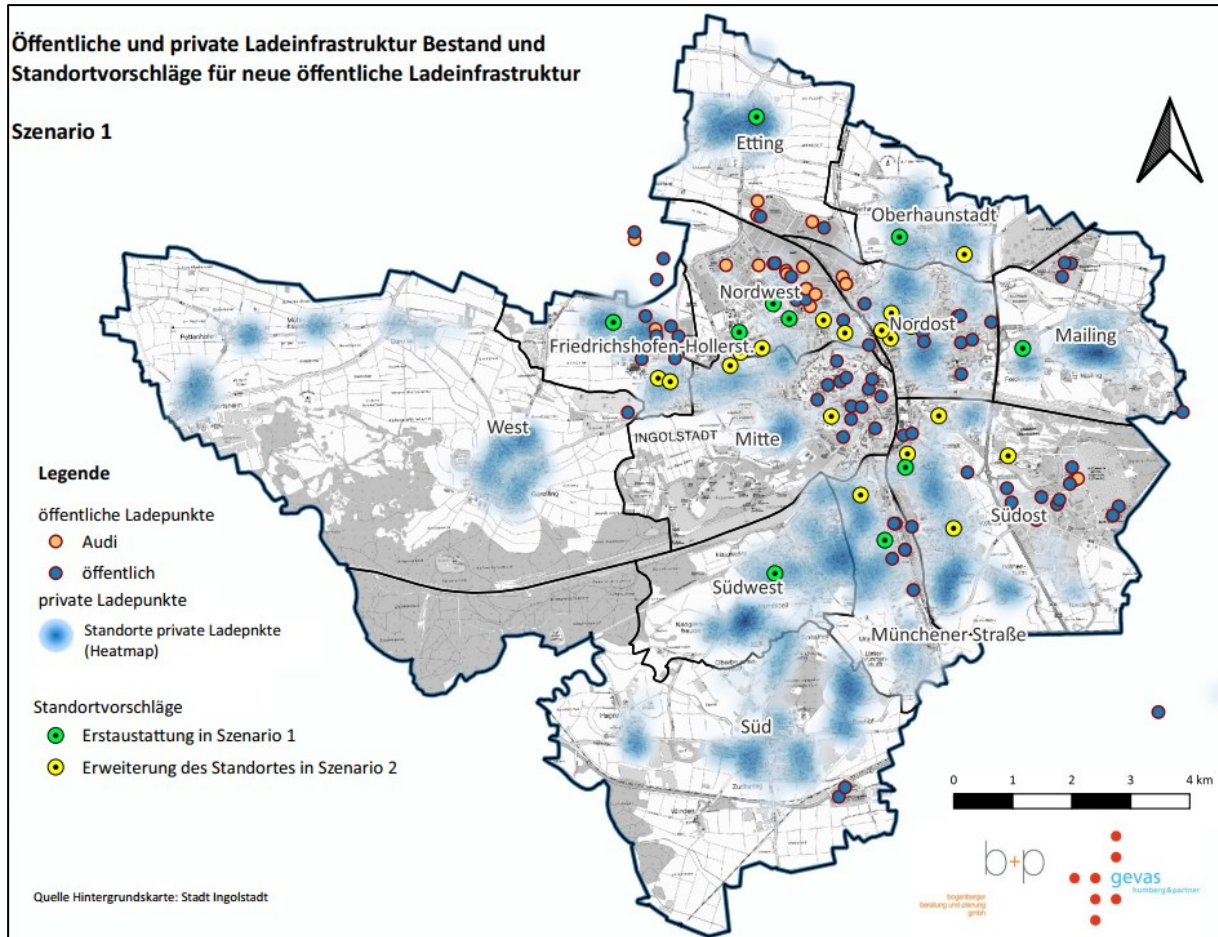 Öffentliche und private Ladeinfrastruktur Bestand und
Standortvorschläge für neue öffentliche Ladeinfrastruktur
Szenario 1
Etting
Oberhaunstadt
Nordwest
Nordost
Mailing
Friedrichshofen-Hollerst.
West
INGOLSTADT
Mitte
Südost
Südwest
Münchener Straße
Süd
Legende
öffentliche Ladepunkte
Audi
öffentlich
private Ladepunkte
Standorte private Ladepnkte
(Heatmap)
Standortvorschläge
Erstaustattung in Szenario 1
Erweiterung des Standortes in Szenario 2
0 1 2 3 4 km
b+p
bogenberger
beratung und planung
gmbh
gevas
humberg&partner
Quelle Hintergrundskarte: Stadt Ingolstadt